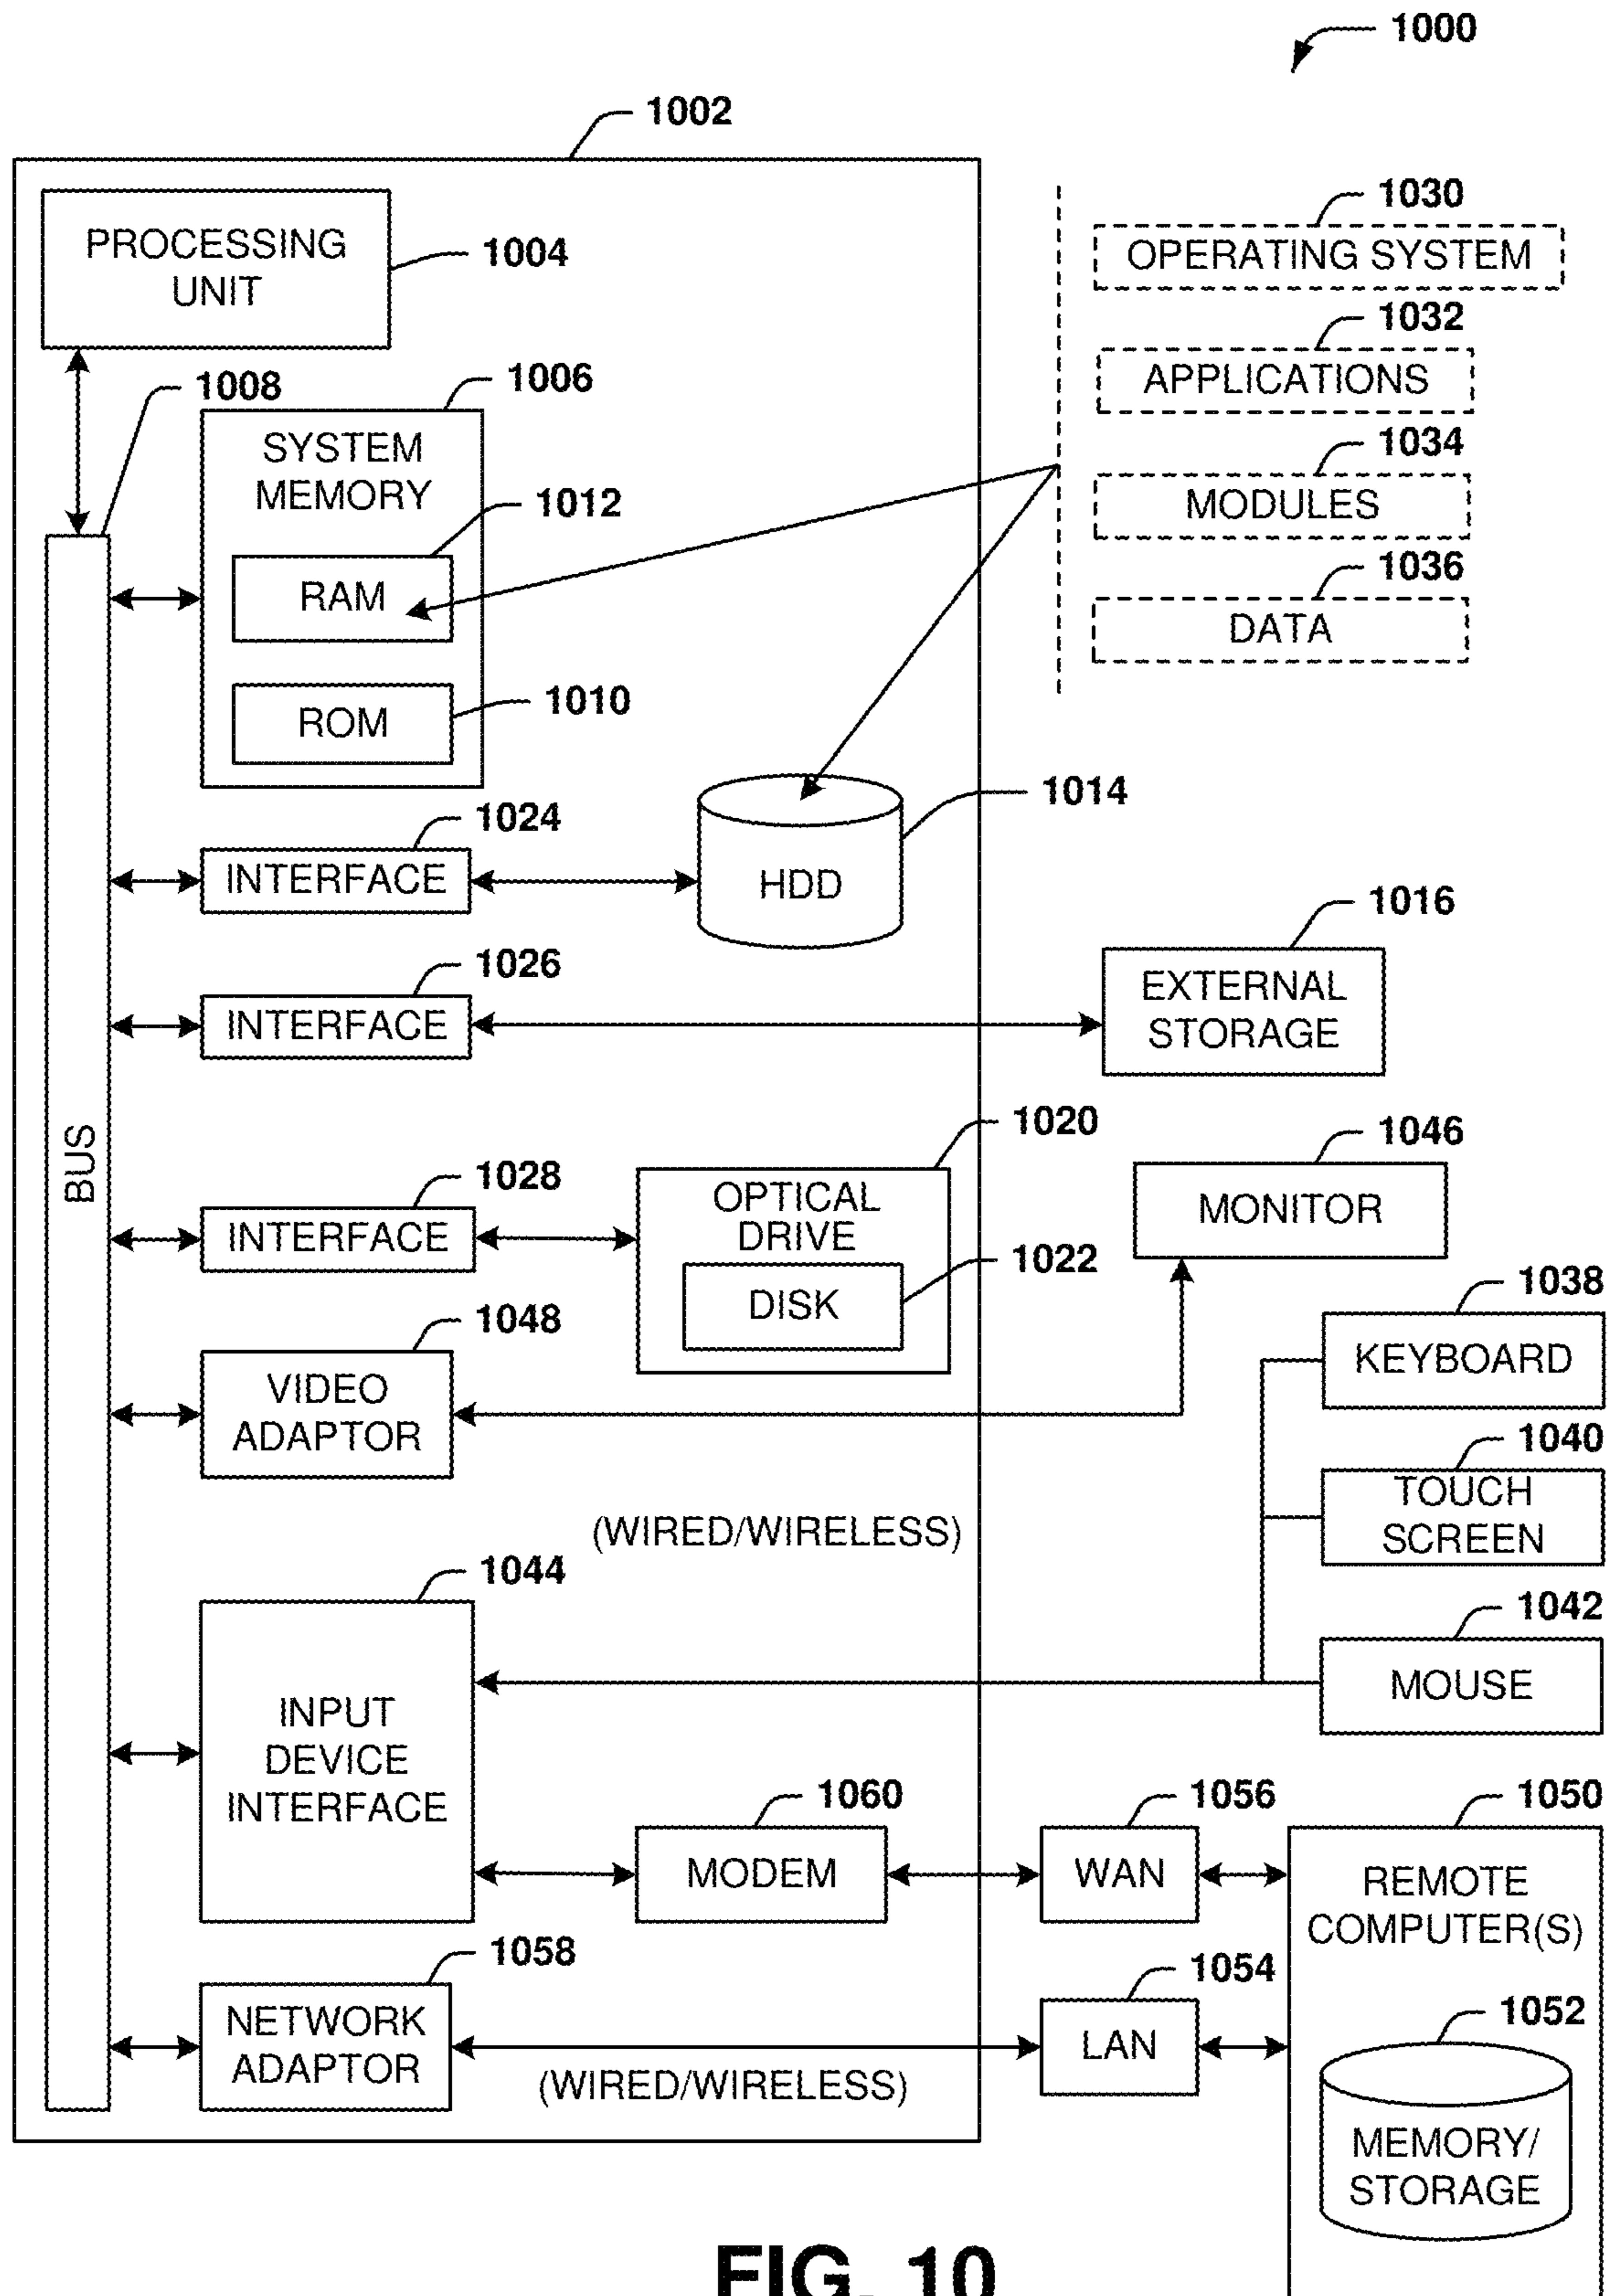 1000
1002
PROCESSING
UNIT
1004
1030
OPERATING SYSTEM
1032
APPLICATIONS
1034
MODULES
1036
DATA
1008
1006
SYSTEM
MEMORY
1012
RAM
1010
ROM
1014
HDD
1024
INTERFACE
1026
INTERFACE
1016
EXTERNAL
STORAGE
BUS
1028
INTERFACE
1020
OPTICAL
DRIVE
1022
DISK
1046
MONITOR
1048
VIDEO
ADAPTOR
1038
KEYBOARD
1040
TOUCH
SCREEN
(WIRED/WIRELESS)
1042
MOUSE
1044
INPUT
DEVICE
INTERFACE
1060
MODEM
1056
WAN
1050
REMOTE
COMPUTER(S)
1058
NETWORK
ADAPTOR
(WIRED/WIRELESS)
1054
LAN
1052
MEMORY/
STORAGE
FIG. 10